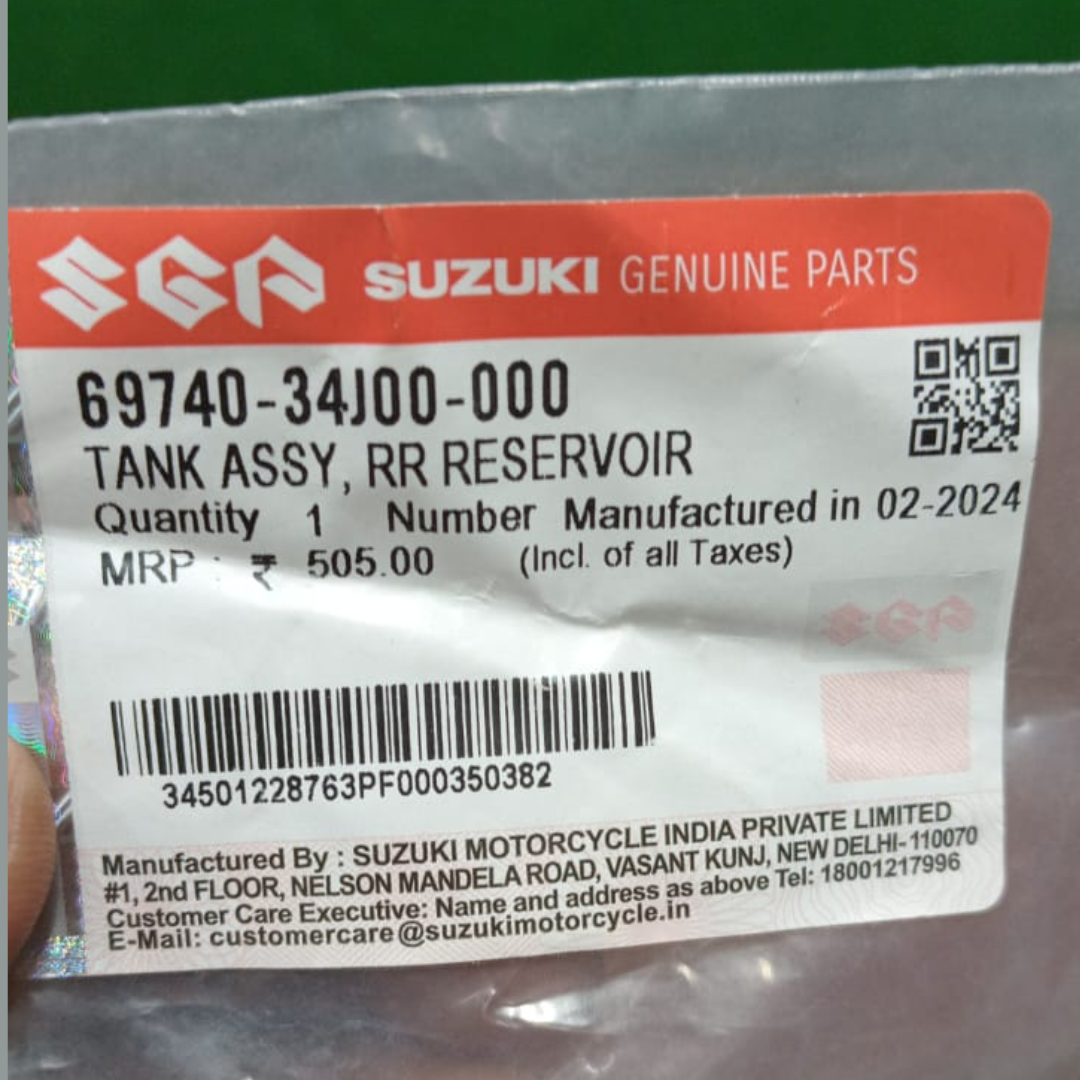 SGP SUZUKI GENUINE PARTS
69740-34J00-000
TANK ASSY, RR RESERVOIR
Quantity 1 Number Manufactured in 02-2024
MRP : ₹ 505.00 (Incl. of all Taxes)
SGP
34501228763PF000350382
Manufactured By : SUZUKI MOTORCYCLE INDIA PRIVATE LIMITED
#1, 2nd FLOOR, NELSON MANDELA ROAD, VASANT KUNJ, NEW DELHI-110070
Customer Care Executive: Name and address as above Tel: 18001217996
E-Mail: customercare@suzukimotorcycle.in